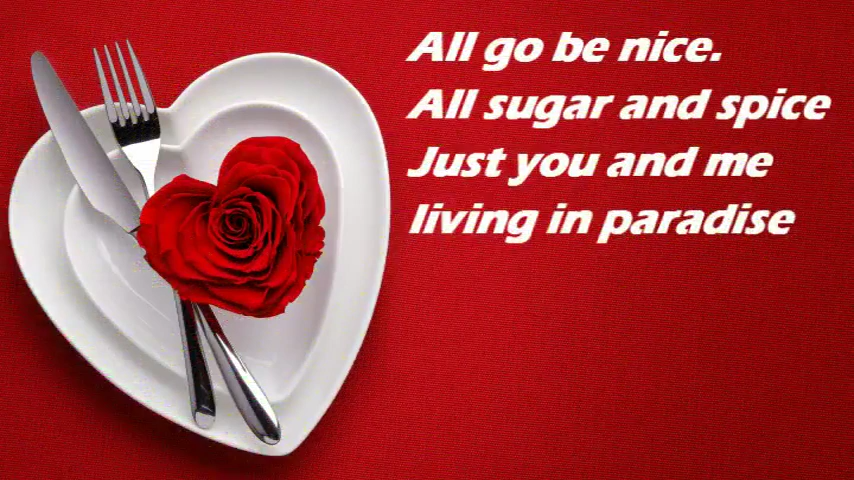 All go be nice.
All sugar and spice
Just you and me
living in paradise